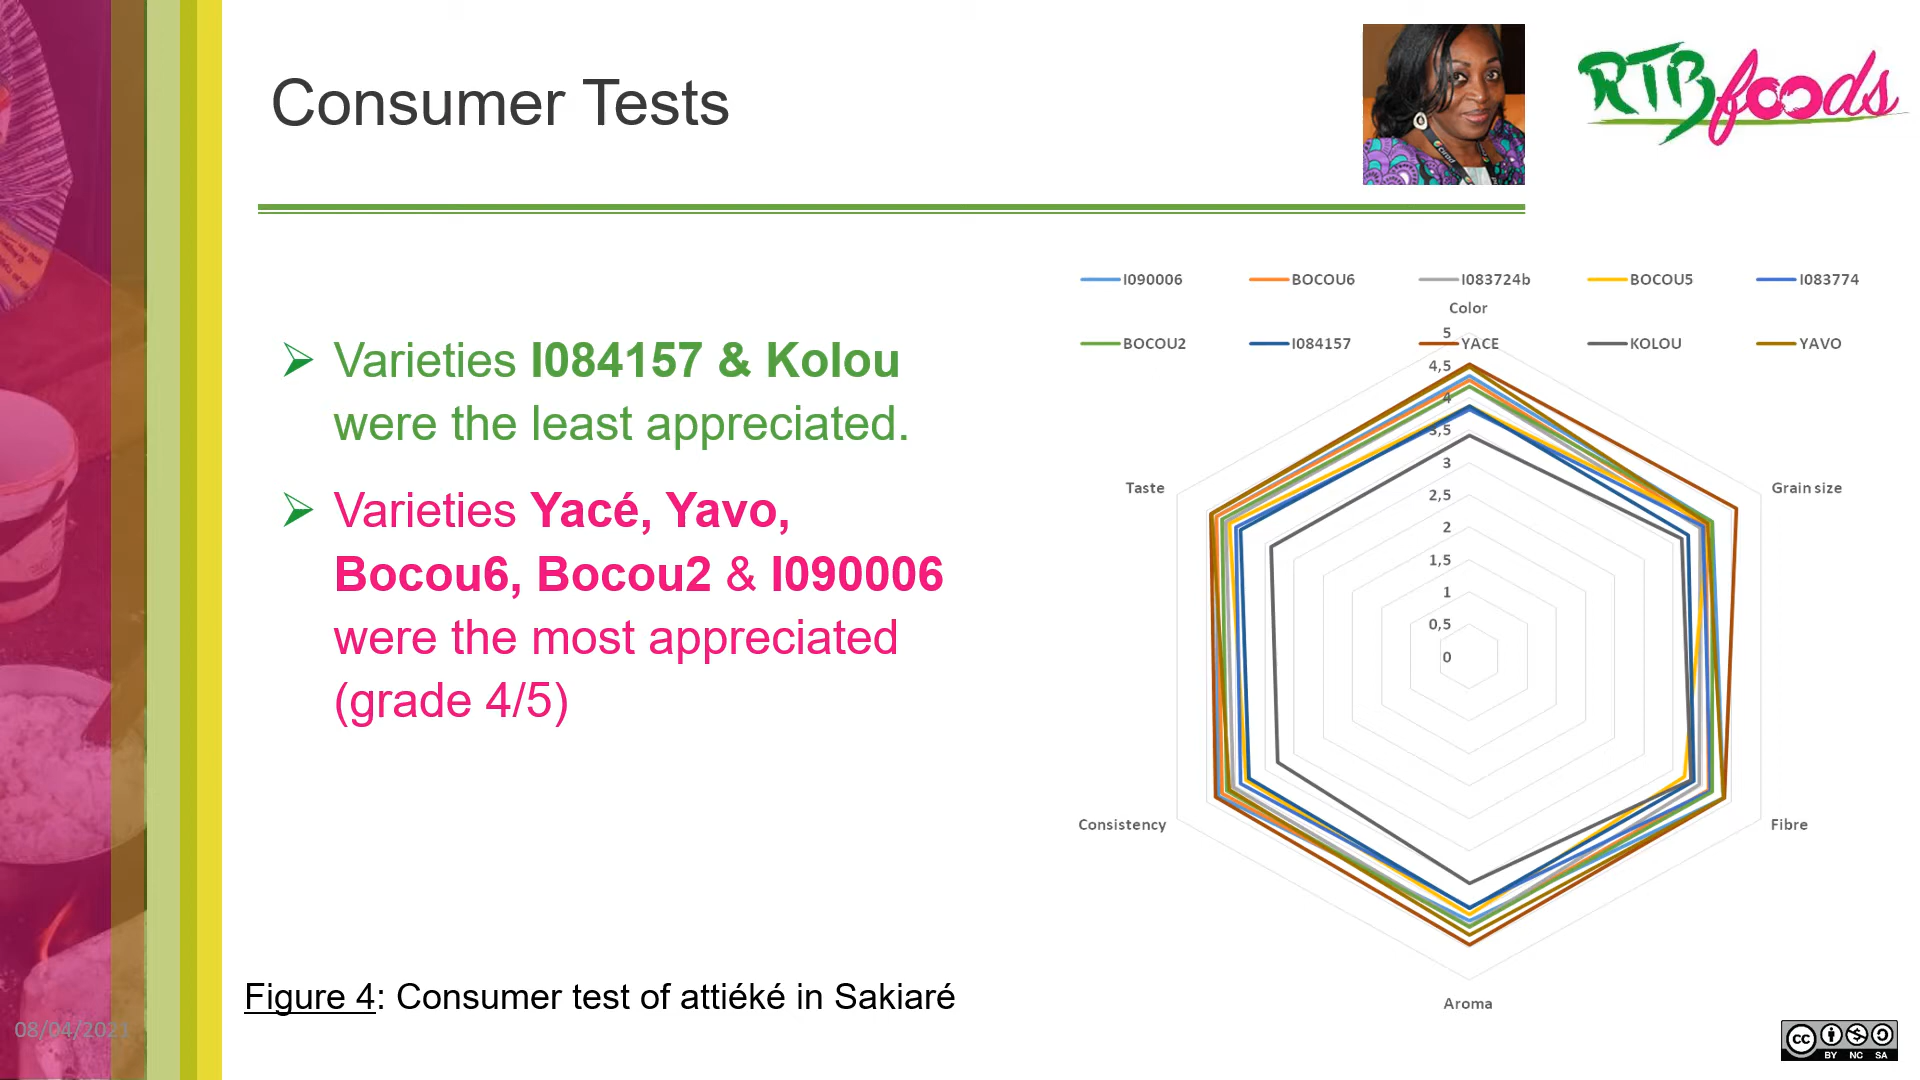 Consumer Tests
RTBfoods
cirad
➢ Varieties I084157 & Kolou
were the least appreciated.
➢ Varieties Yacé, Yavo,
Bocou6, Bocou2 & I090006
were the most appreciated
(grade 4/5)
I090006 BOCOU6 I083724b BOCOU5 I083774
Color
BOCOU2 I084157 YACE KOLOU YAVO
5
4,5
4
3,5
3
2,5
2
1,5
1
0,5
0
Taste
Grain size
Consistency
Fibre
Aroma
Figure 4: Consumer test of attiéké in Sakiaré
08/04/2021
cc
BY NC SA